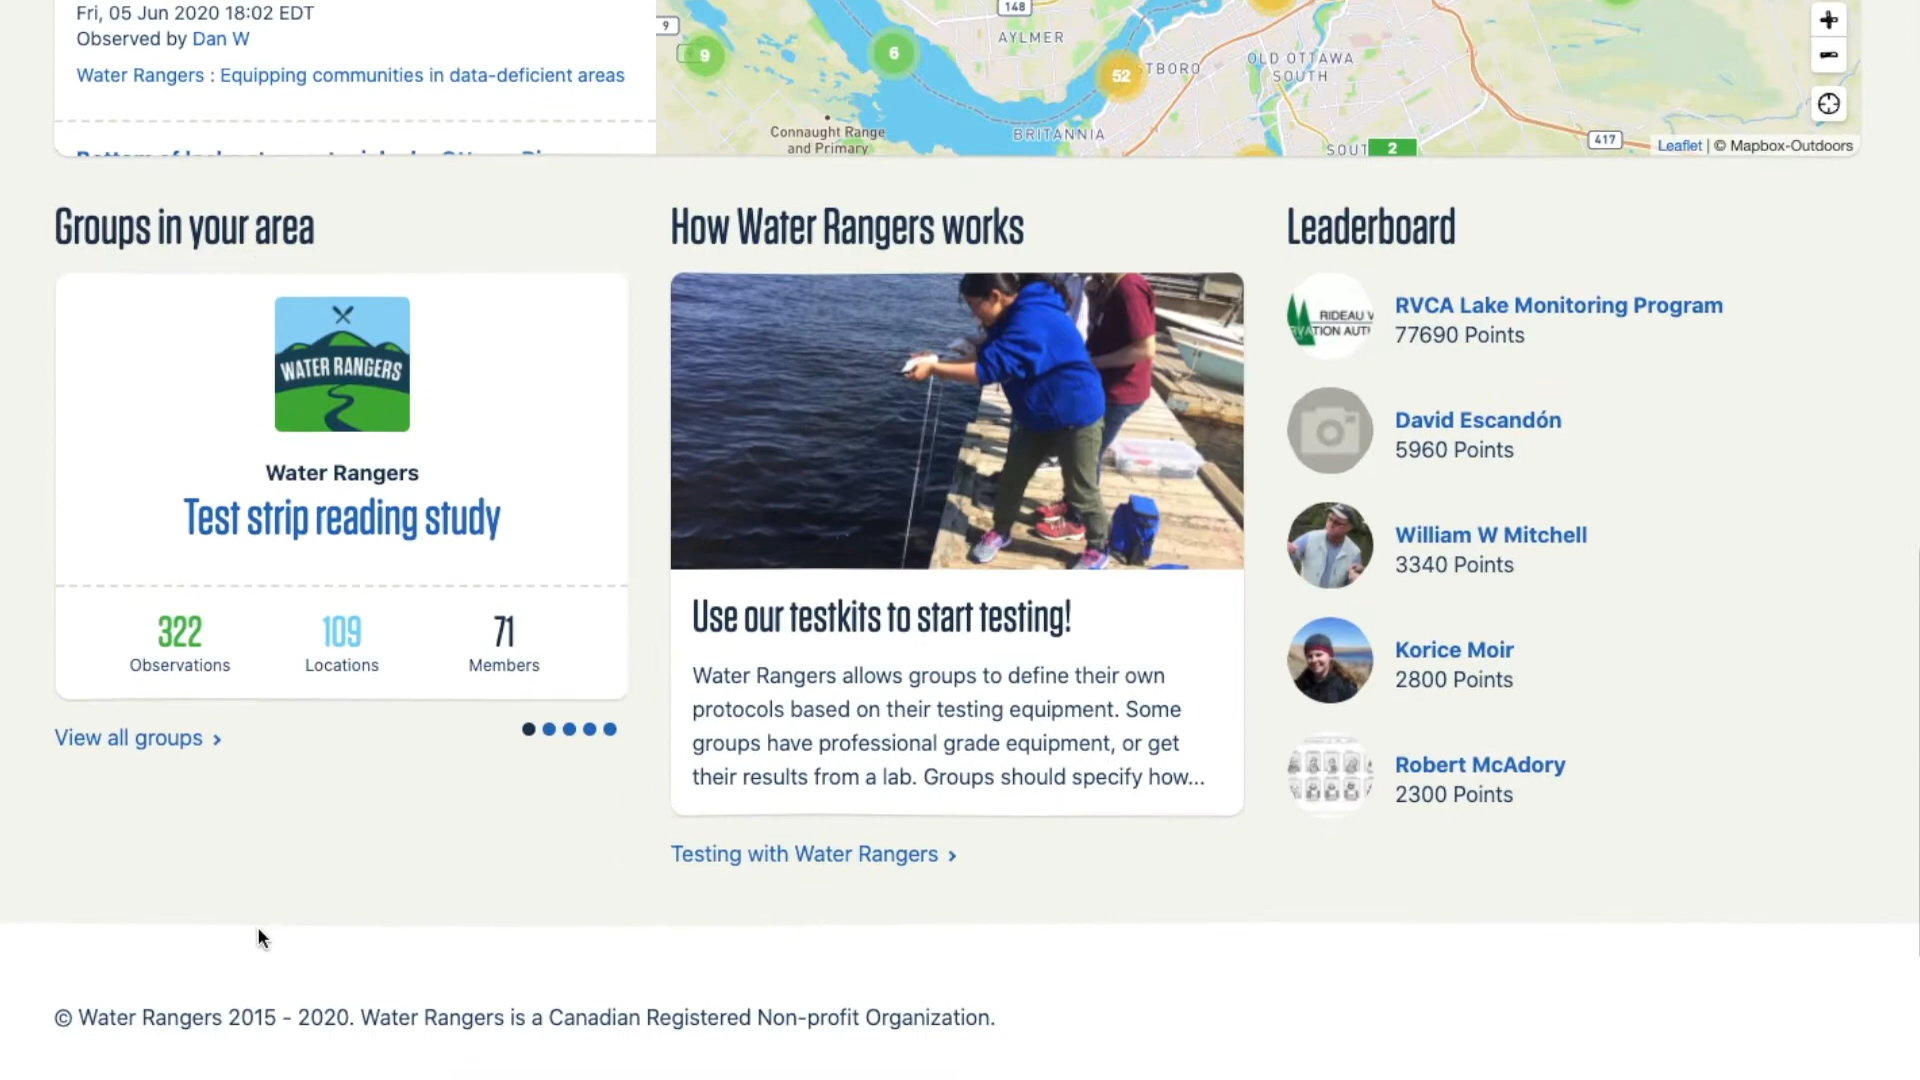 Fri, 05 Jun 2020 18:02 EDT
Observed by Dan W
Water Rangers : Equipping communities in data-deficient areas
9
9
6
148
AYLMER
52
TBORO
OLD OTTAWA
SOUTH
Connaught Range
and Primary
BRITANNIA
SOUT
2
417
Leaflet | © Mapbox-Outdoors
Groups in your area
WATER RANGERS
Water Rangers
Test strip reading study
322
Observations
109
Locations
71
Members
View all groups >
How Water Rangers works
Use our testkits to start testing!
Water Rangers allows groups to define their own
protocols based on their testing equipment. Some
groups have professional grade equipment, or get
their results from a lab. Groups should specify how...
Testing with Water Rangers >
Leaderboard
RIDEAU V
RVATION AUTH
RVCA Lake Monitoring Program
77690 Points
David Escandón
5960 Points
William W Mitchell
3340 Points
Korice Moir
2800 Points
Robert McAdory
2300 Points
© Water Rangers 2015 - 2020. Water Rangers is a Canadian Registered Non-profit Organization.